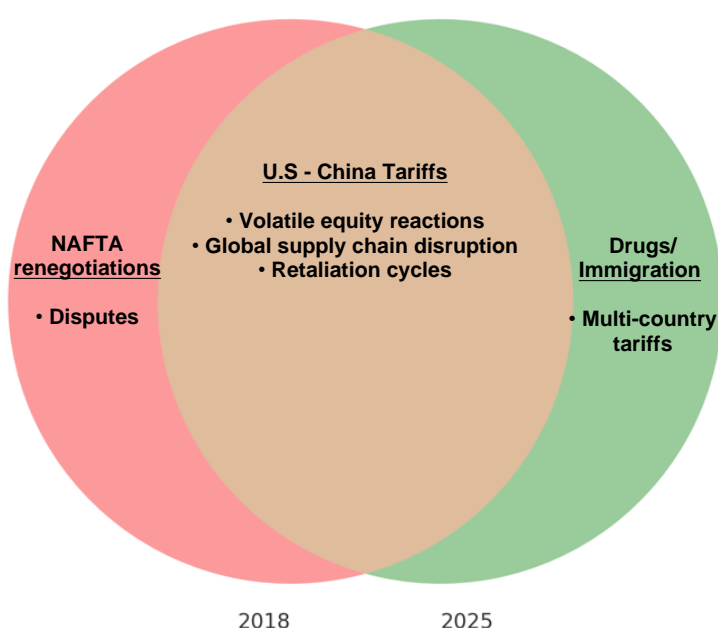 U.S - China Tariffs
• Volatile equity reactions
• Global supply chain disruption
• Retaliation cycles
NAFTA
renegotiations
• Disputes
Drugs/
Immigration
• Multi-country
tariffs
2018
2025